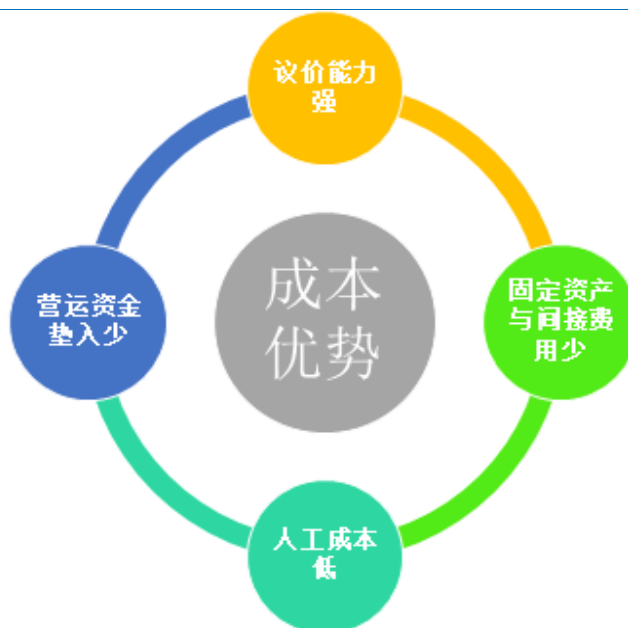 议价能力
强
固定资产
与间接费
用少
人工成本
低
营运资金
垫入少
成本
优势